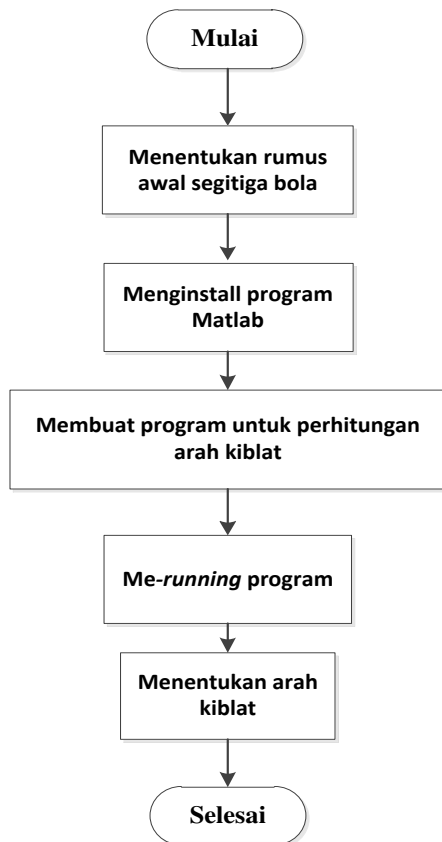 Mulai
Menentukan rumus
awal segitiga bola
Menginstall program
Matlab
Membuat program untuk perhitungan
arah kiblat
Me-running program
Menentukan arah
kiblat
Selesai